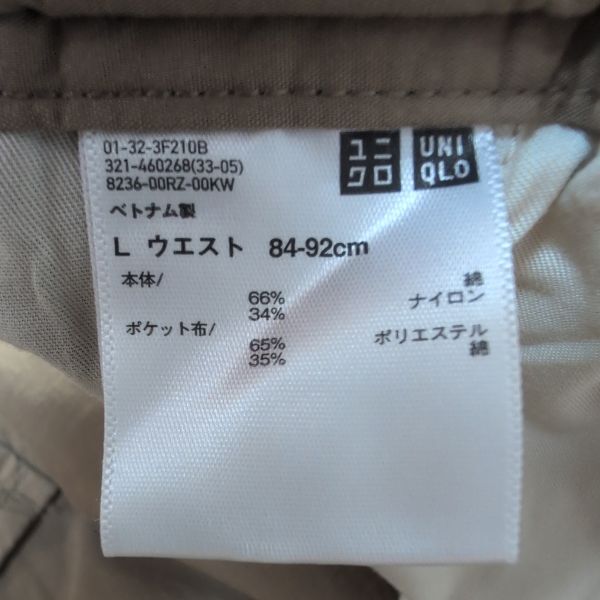 01-32-3F210B
321-460268(33-05)
8236-00RZ-00KW
ユニ
クロ
UNI
QLO
ベトナム製
L ウエスト 84-92cm
本体/
66% 綿
34% ナイロン
ポケット布/
65% ポリエステル
35% 綿